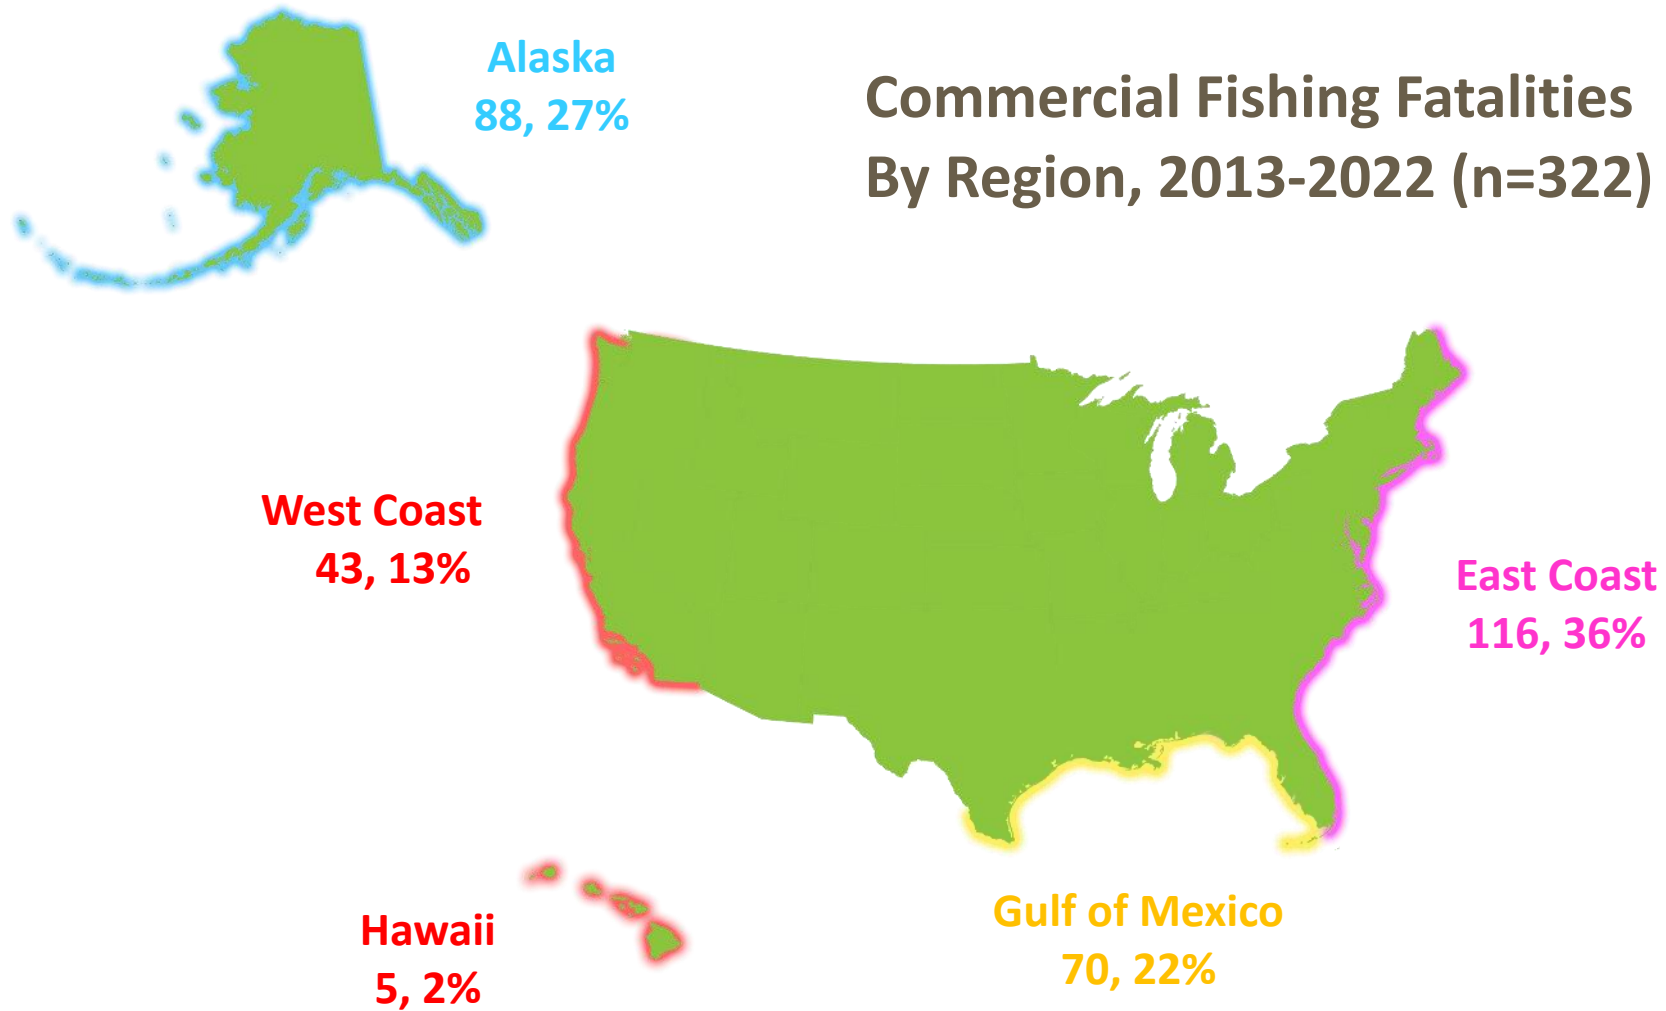 Alaska
88, 27%
Commercial Fishing Fatalities
By Region, 2013-2022 (n=322)
West Coast
43, 13%
East Coast
116, 36%
Gulf of Mexico
70, 22%
Hawaii
5, 2%